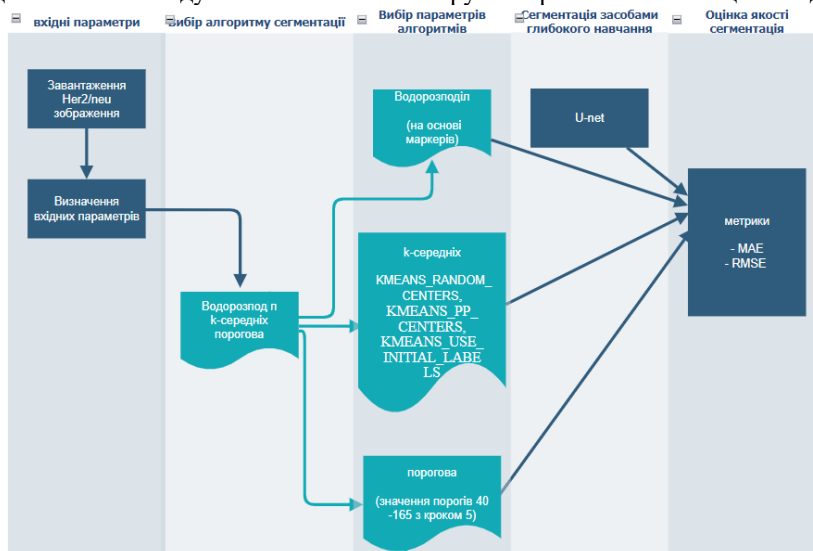 вхідні параметри
Вибір алгоритму сегментації
Вибір параметрів
алгоритмів
Сегментація засобами
глибокого навчання
Оцінка якості
сегментація
Завантаження
Her2/neu
зображення
Визначення
вхідних параметрів
Водорозпод п
k-середніх
порогова
Водорозподіл
(на основі
маркерів)
k-середніх
KMEANS_RANDOM_
CENTERS,
KMEANS_PP_
CENTERS,
KMEANS_USE_
INITIAL_LABE
LS
порогова
(значення порогів 40
-165 з кроком 5)
U-net
метрики
- MAE
- RMSE